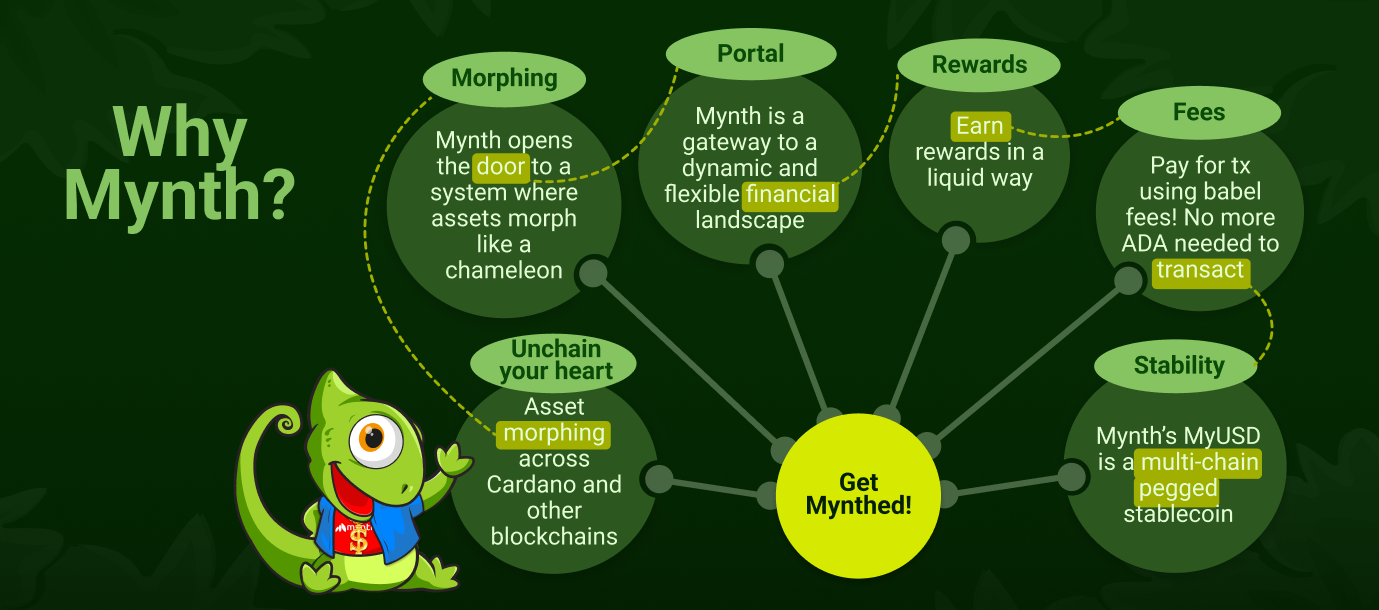 Why
Mynth?
Morphing
Mynth opens
the door to a
system where
assets morph
like a
chameleon
Portal
Mynth is a
gateway to a
dynamic and
flexible financial
landscape
Rewards
Earn
rewards in a
liquid way
Fees
Pay for tx
using babel
fees! No more
ADA needed to
transact
Unchain
your heart
Asset
morphing
across
Cardano and
other
blockchains
Stability
Mynth’s MyUSD
is a multi-chain
pegged
stablecoin
Get
Mynthed!
$